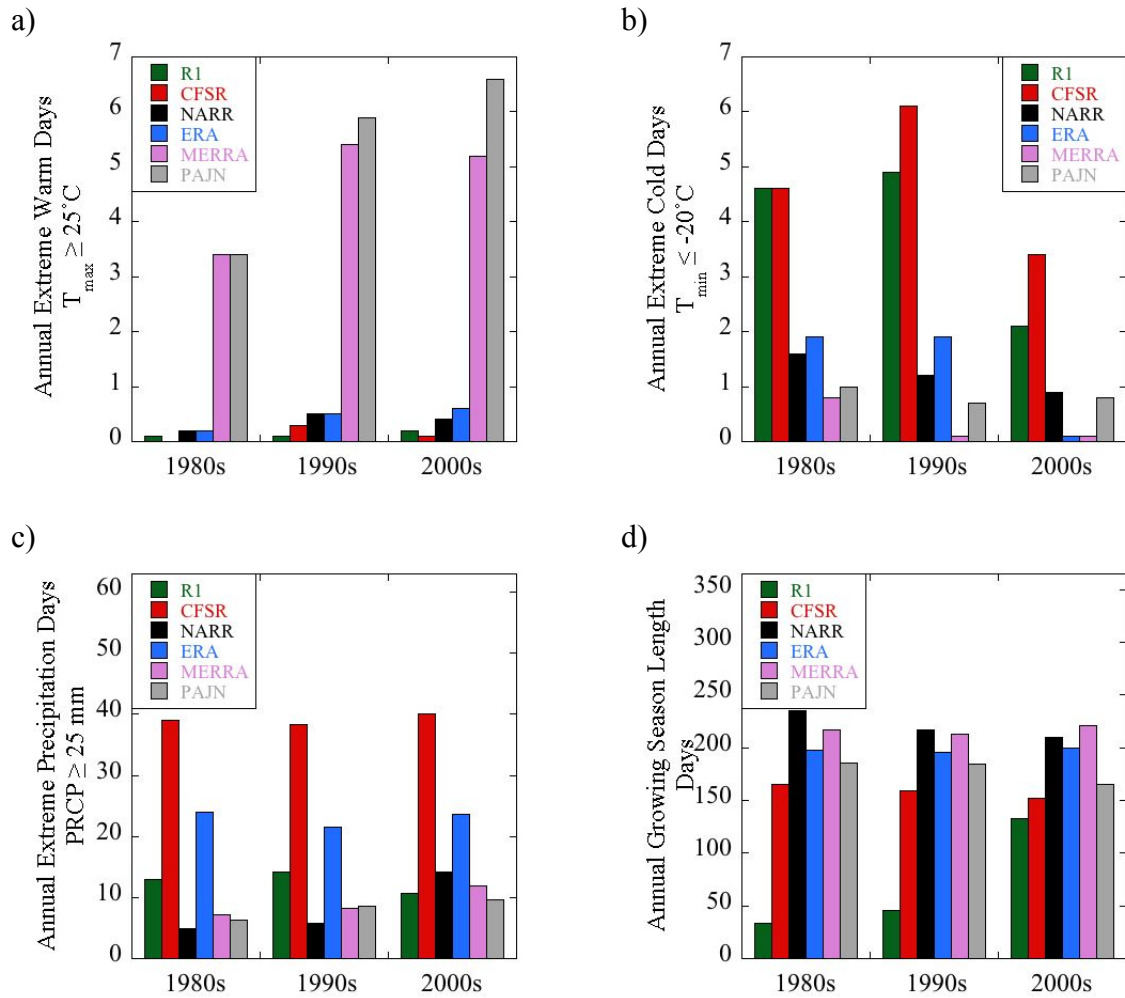 a)
Annual Extreme Warm Days
Tmax ≥ 25˚C
7
6
5
4
3
2
1
0
R1
CFSR
NARR
ERA
MERRA
PAJN
1980s
1990s
2000s
b)
Annual Extreme Cold Days
Tmin ≤ -20˚C
7
6
5
4
3
2
1
0
R1
CFSR
NARR
ERA
MERRA
PAJN
1980s
1990s
2000s
c)
Annual Extreme Precipitation Days
PRCP ≥ 25 mm
60
50
40
30
20
10
0
R1
CFSR
NARR
ERA
MERRA
PAJN
1980s
1990s
2000s
d)
Annual Growing Season Length
Days
350
300
250
200
150
100
50
0
R1
CFSR
NARR
ERA
MERRA
PAJN
1980s
1990s
2000s